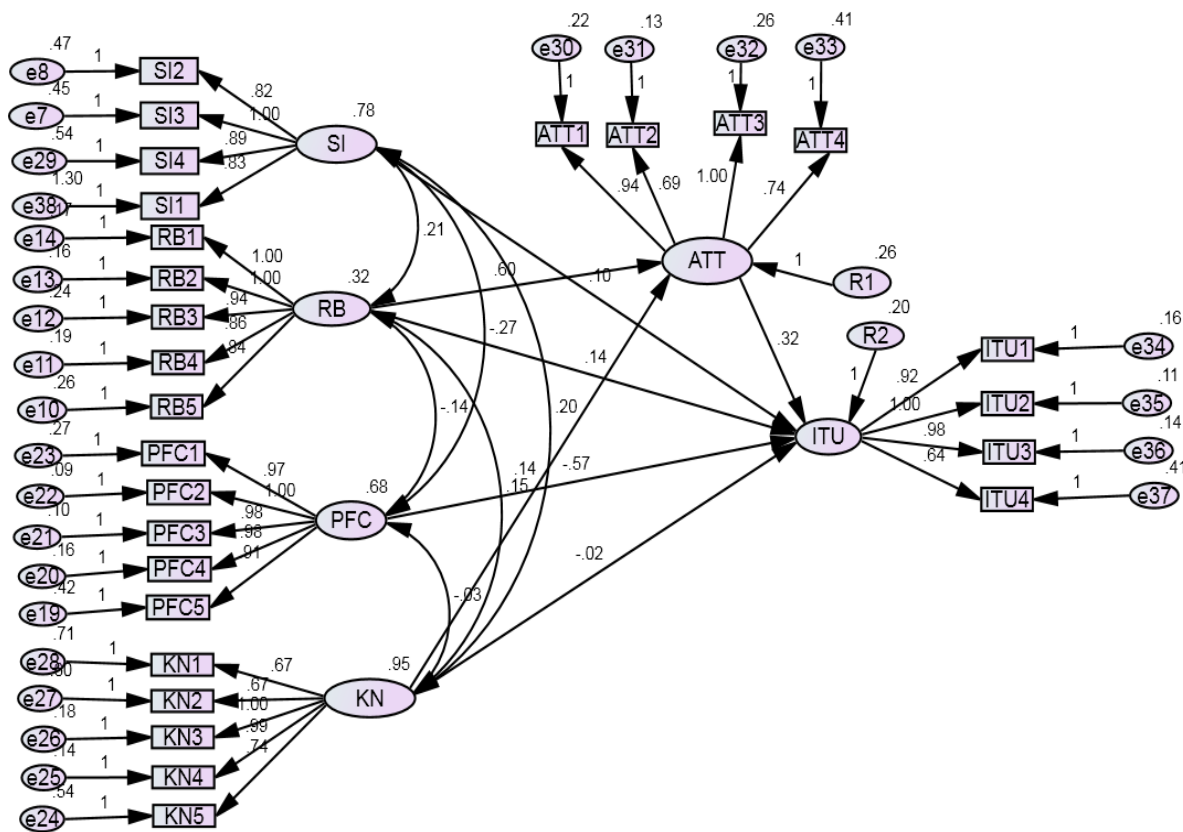 .47
e8
1
SI2
.82
.45
e7
1
SI3
1.00
.54
e29
1
SI4
.89
1.30
e38
1
SI1
.83
.78
SI
.17
e14
1
RB1
1.00
.16
e13
1
RB2
1.00
.24
e12
1
RB3
.94
.19
e11
1
RB4
.86
.26
e10
1
RB5
.84
.32
RB
.27
e23
1
PFC1
.97
.09
e22
1
PFC2
1.00
.10
e21
1
PFC3
.98
.16
e20
1
PFC4
.98
.42
e19
1
PFC5
.91
.68
PFC
.71
e28
1
KN1
.67
e27
1
KN2
.67
.18
e26
1
KN3
1.00
.14
e25
1
KN4
.99
.54
e24
1
KN5
.74
.95
KN
.21
-.27
.20
-.14
.14
-.03
.60
.10
.14
.15
-.57
-.02
.32
.22
e30
1
ATT1
.94
.13
e31
1
ATT2
.69
.26
e32
1
ATT3
1.00
.41
e33
1
ATT4
.74
ATT
1
.26
R1
.20
R2
1
ITU
.92
ITU1
1
.16
e34
1.00
ITU2
1
.11
e35
.98
ITU3
1
.14
e36
.64
ITU4
1
.41
e37